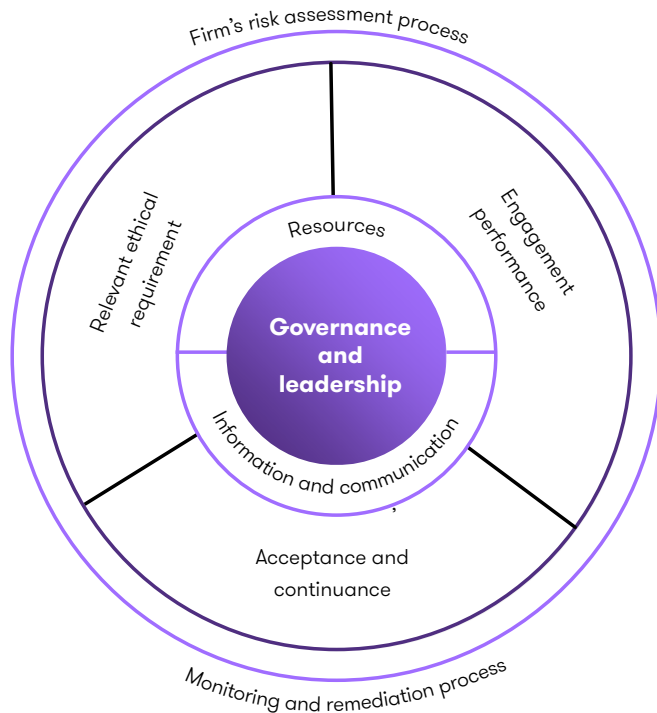 Firm's risk assessment process
Relevant ethical
requirement
Engagement
performance
Resources
Governance
and
leadership
Information and communication
,
Acceptance and
continuance
Monitoring and remediation process